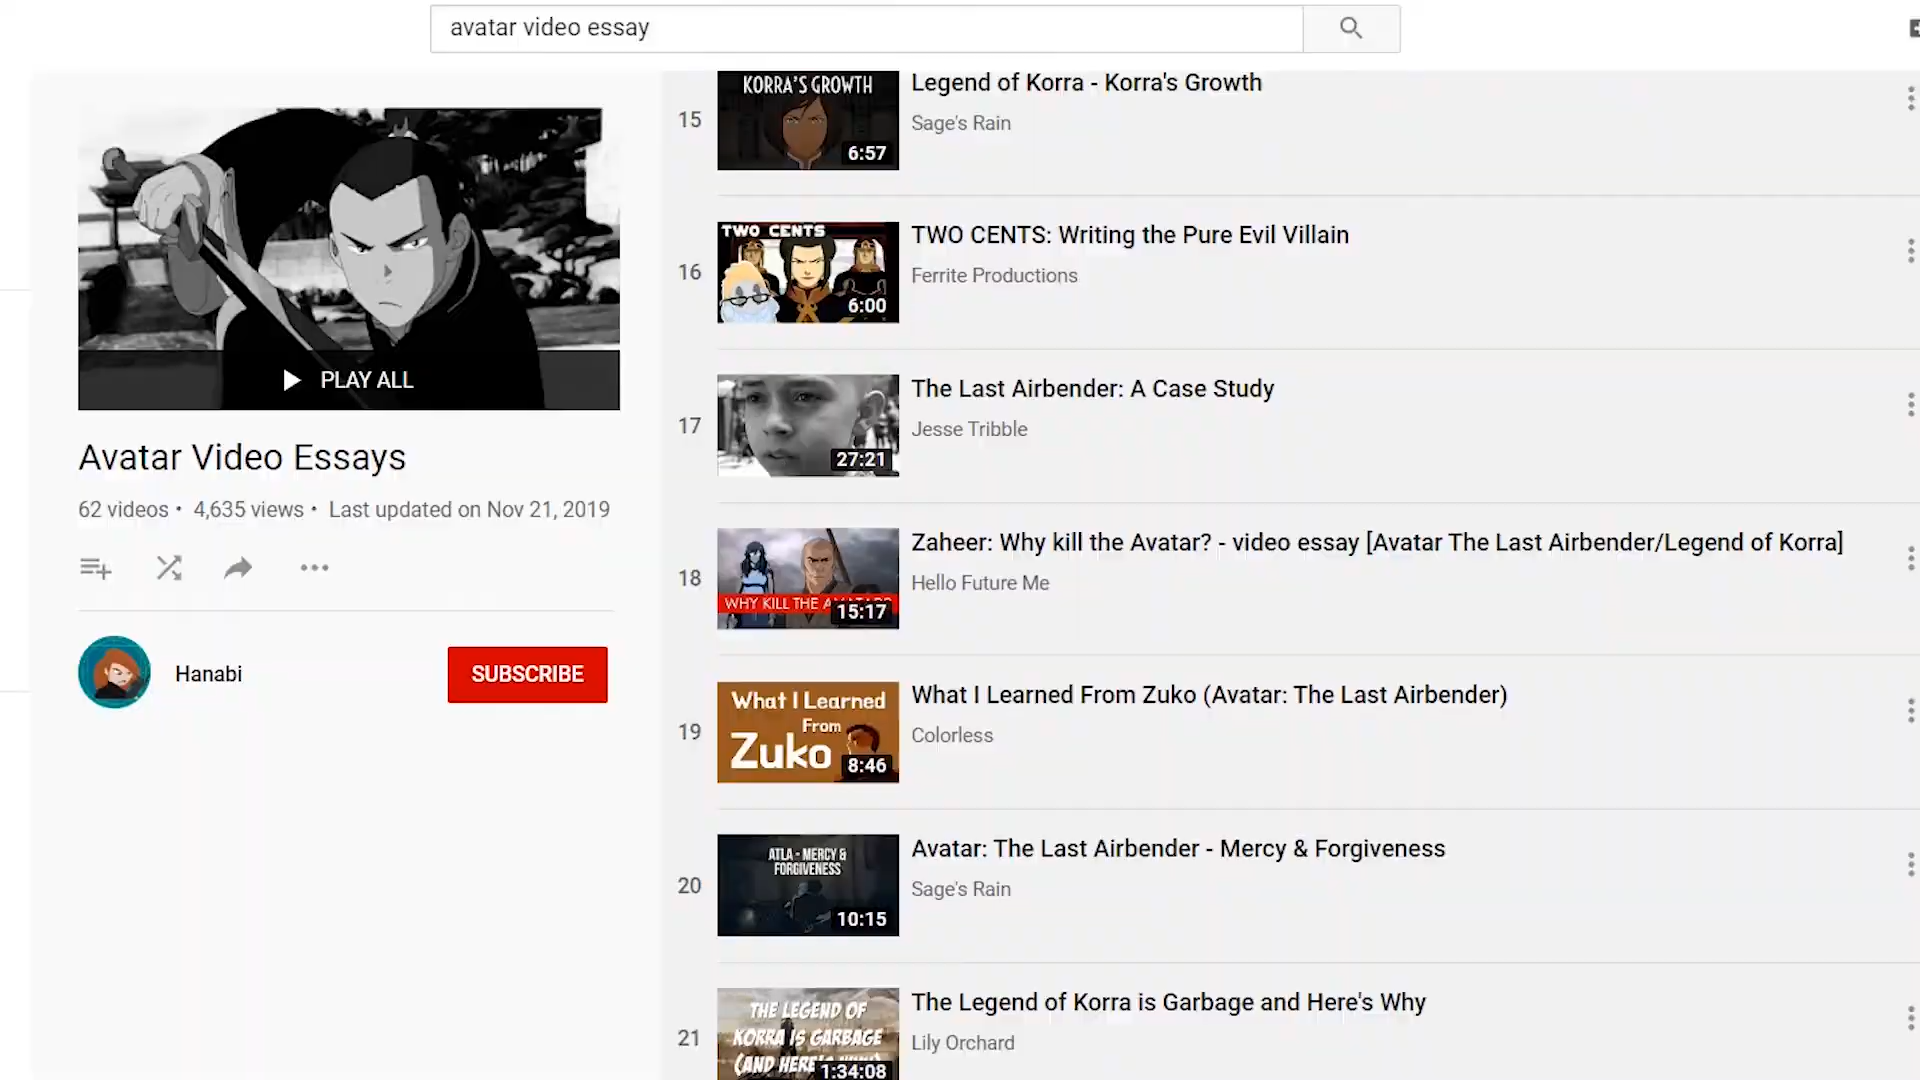 avatar video essay
PLAY ALL
Avatar Video Essays
62 videos • 4,635 views • Last updated on Nov 21, 2019
Hanabi
SUBSCRIBE
15
KORRA'S GROWTH
6:57
Legend of Korra - Korra's Growth
Sage's Rain
16
TWO CENTS
6:00
TWO CENTS: Writing the Pure Evil Villain
Ferrite Productions
17
27:21
The Last Airbender: A Case Study
Jesse Tribble
18
WHY KILL THE
15:17
Zaheer: Why kill the Avatar? - video essay [Avatar The Last Airbender/Legend of Korra]
Hello Future Me
19
What I Learned
From
Zuko
8:46
What I Learned From Zuko (Avatar: The Last Airbender)
Colorless
20
ATLA - MERCY &
FORGIVENESS
10:15
Avatar: The Last Airbender - Mercy & Forgiveness
Sage's Rain
21
THE LEGEND OF
KORRA IS GARBAGE
(AND HERE'S
1:34:08
The Legend of Korra is Garbage and Here's Why
Lily Orchard